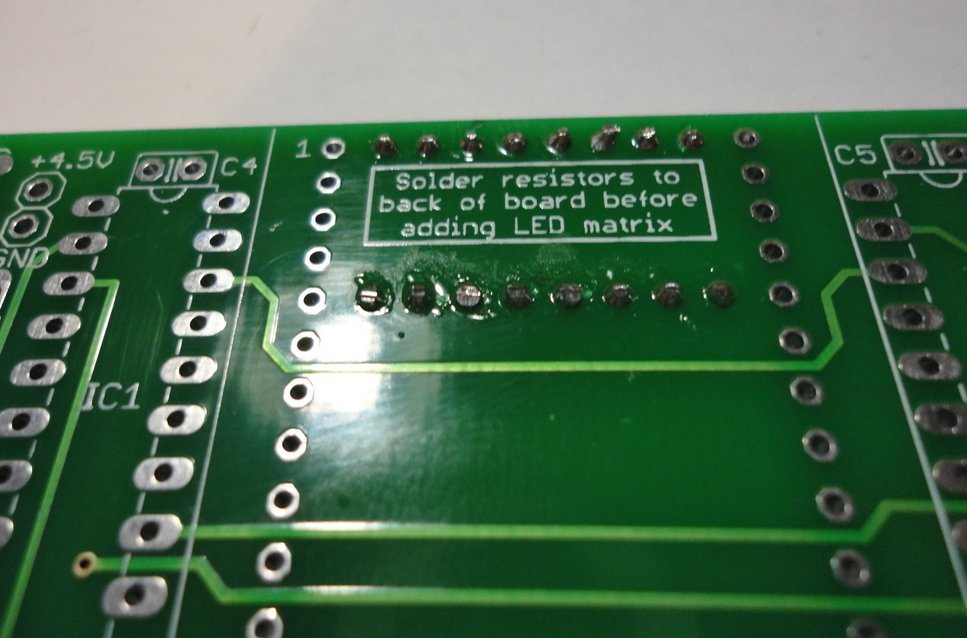 +4.5V
C4
1
C5
Solder resistors to
back of board before
adding LED matrix
GND
IC1